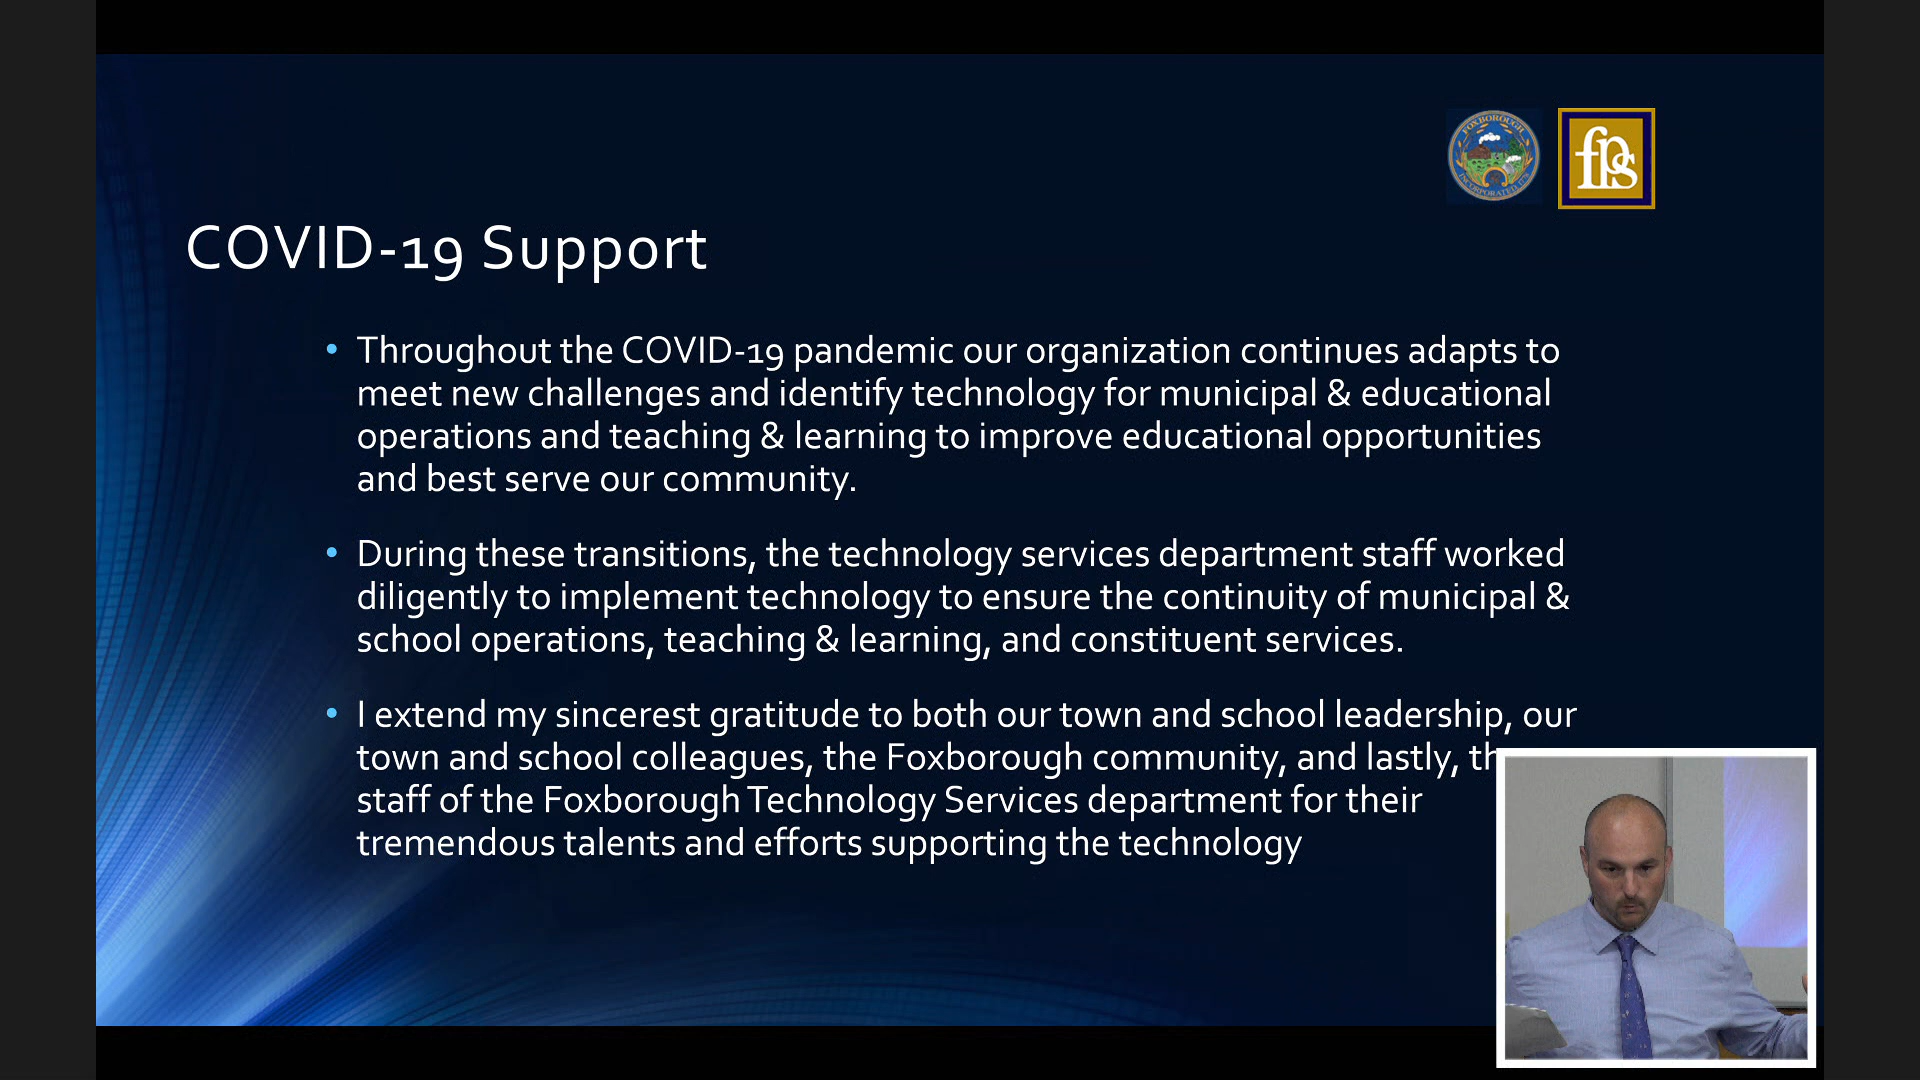 FOXBOROUGH
INCORPORATED 1778
fps
COVID-19 Support
• Throughout the COVID-19 pandemic our organization continues adapts to
meet new challenges and identify technology for municipal & educational
operations and teaching & learning to improve educational opportunities
and best serve our community.
• During these transitions, the technology services department staff worked
diligently to implement technology to ensure the continuity of municipal &
school operations, teaching & learning, and constituent services.
• I extend my sincerest gratitude to both our town and school leadership, our
town and school colleagues, the Foxborough community, and lastly,
staff of the Foxborough Technology Services department for their
tremendous talents and efforts supporting the technology